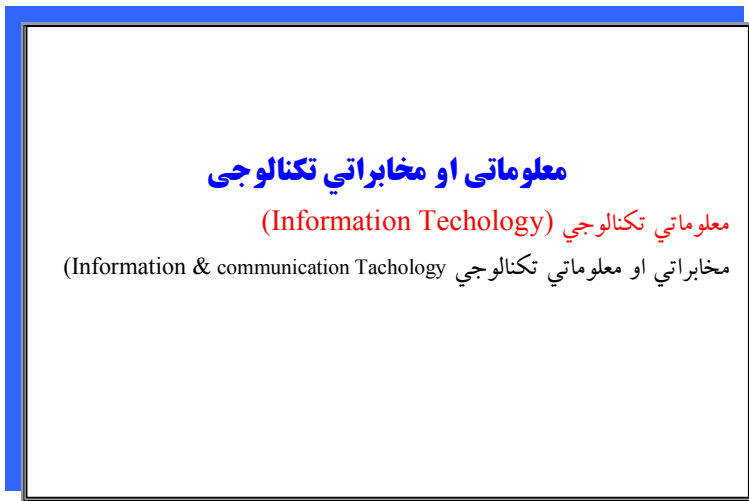 معلوماتی او مخابراتي تکنالوجی
معلوماتي تکنالوجي (Information Techology)
مخابراتي او معلوماتي تکنالوجي Information & communication Tachology)